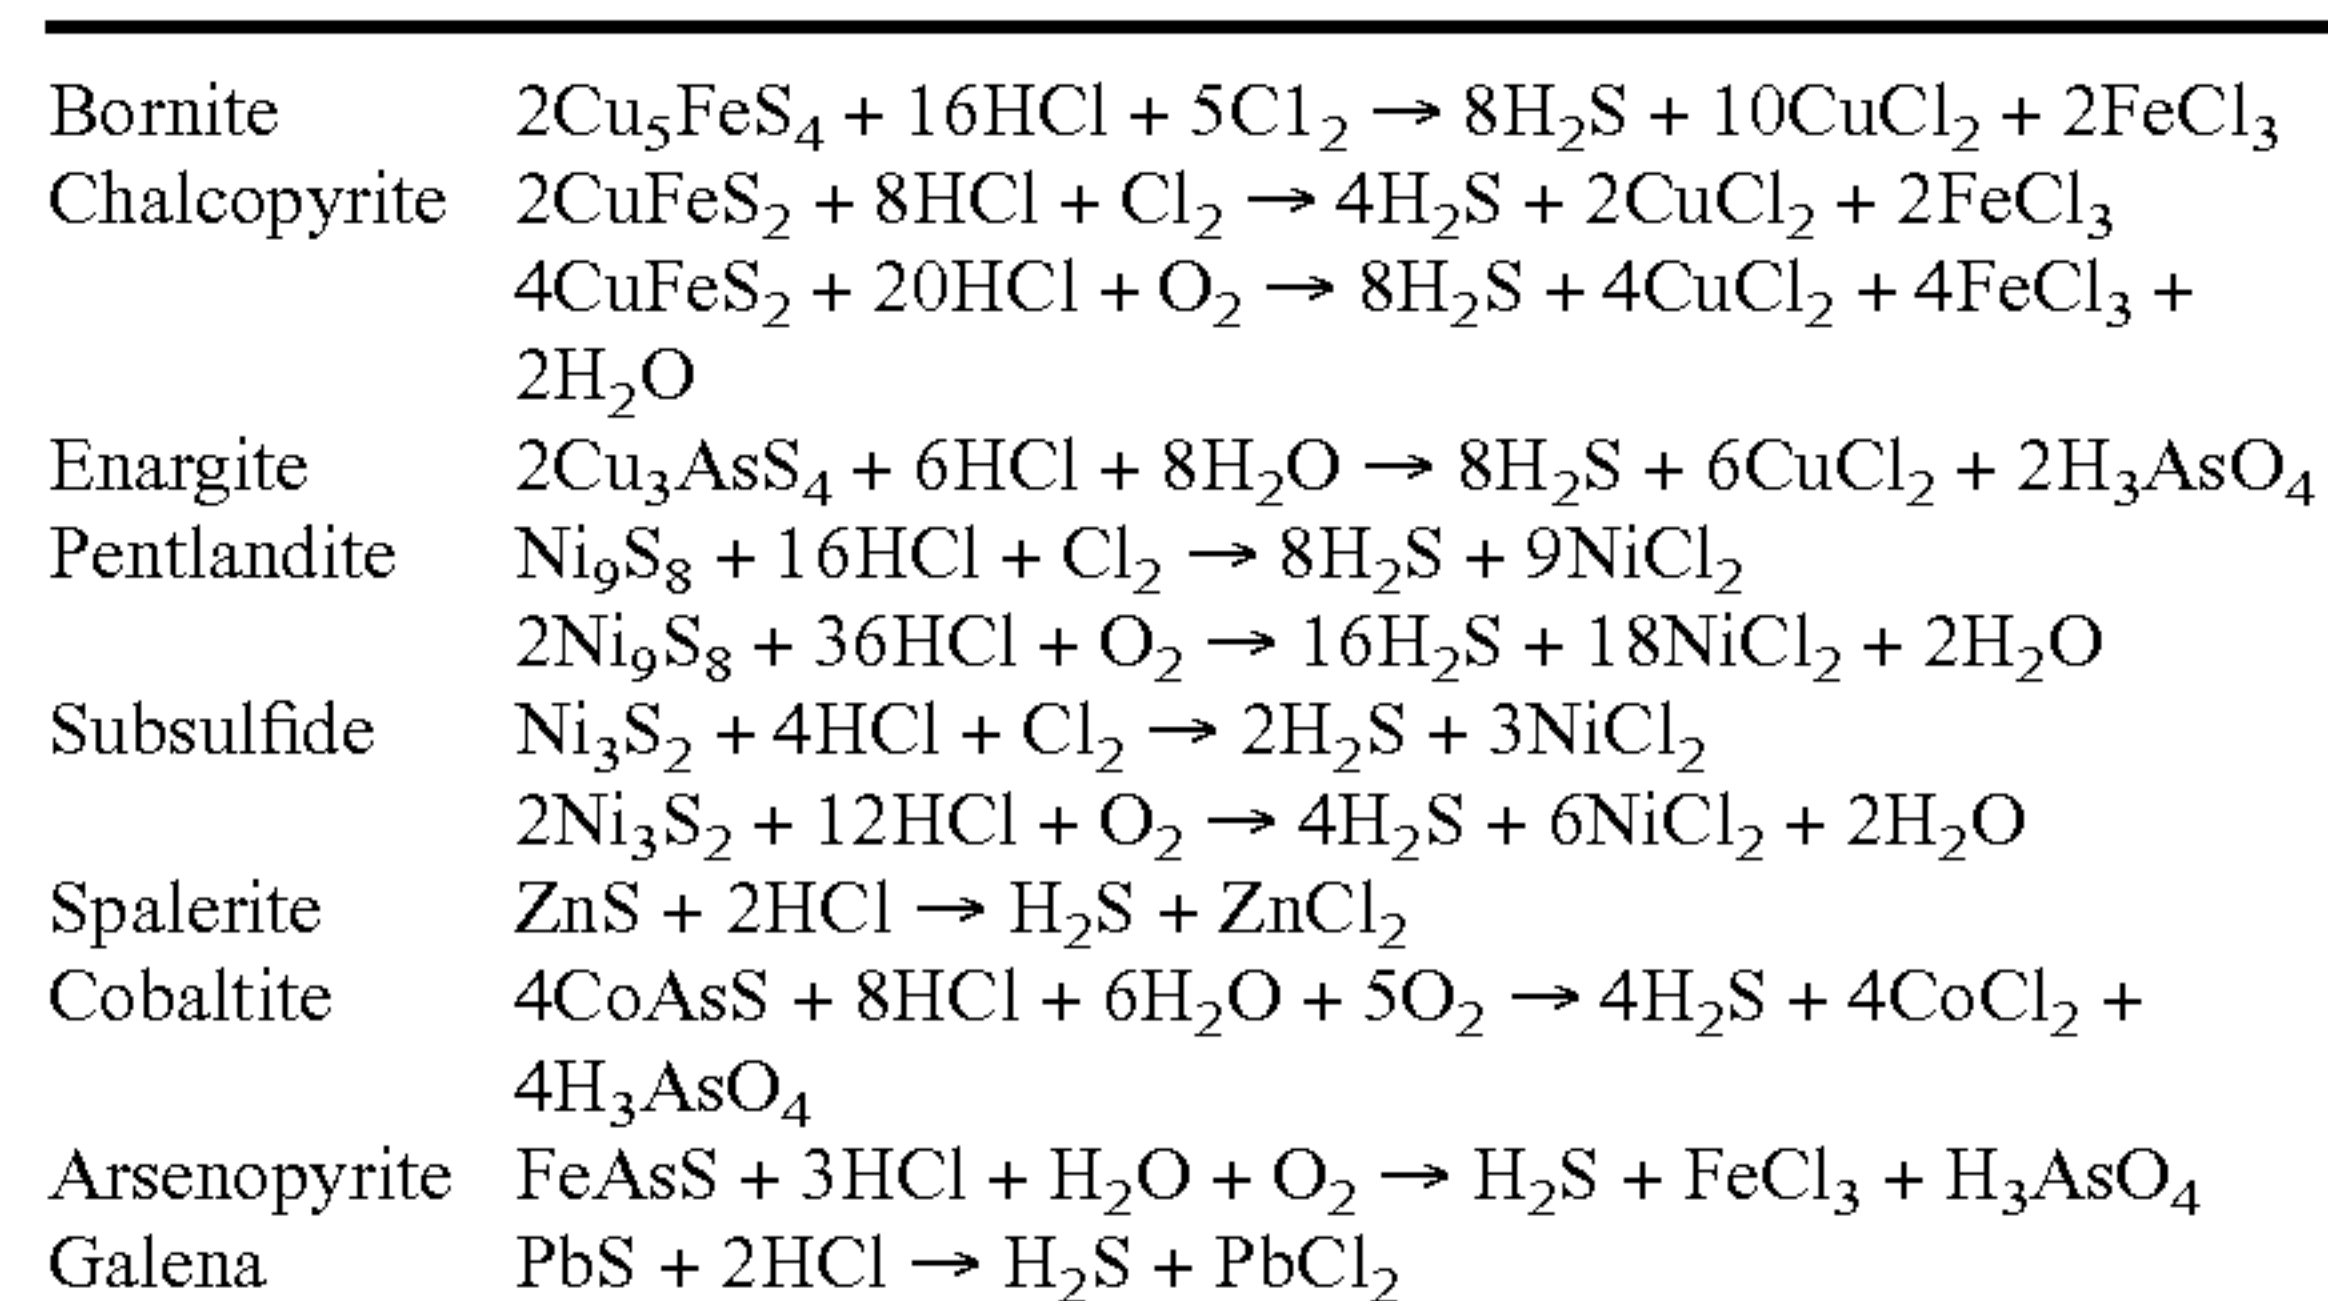 Bornite 2Cu₅FeS₄ + 16HCl + 5C1₂ → 8H₂S + 10CuCl₂ + 2FeCl₃
Chalcopyrite 2CuFeS₂ + 8HCl + Cl₂ → 4H₂S + 2CuCl₂ + 2FeCl₃
4CuFeS₂ + 20HCl + O₂ → 8H₂S + 4CuCl₂ + 4FeCl₃ +
2H₂O
Enargite 2Cu₃AsS₄ + 6HCl + 8H₂O → 8H₂S + 6CuCl₂ + 2H₃AsO₄
Pentlandite Ni₉S₈ + 16HCl + Cl₂ → 8H₂S + 9NiCl₂
2Ni₉S₈ + 36HCl + O₂ → 16H₂S + 18NiCl₂ + 2H₂O
Subsulfide Ni₃S₂ + 4HCl + Cl₂ → 2H₂S + 3NiCl₂
2Ni₃S₂ + 12HCl + O₂ → 4H₂S + 6NiCl₂ + 2H₂O
Spalerite ZnS + 2HCl → H₂S + ZnCl₂
Cobaltite 4CoAsS + 8HCl + 6H₂O + 5O₂ → 4H₂S + 4CoCl₂ +
4H₃AsO₄
Arsenopyrite FeAsS + 3HCl + H₂O + O₂ → H₂S + FeCl₃ + H₃AsO₄
Galena PbS + 2HCl → H₂S + PbCl₂